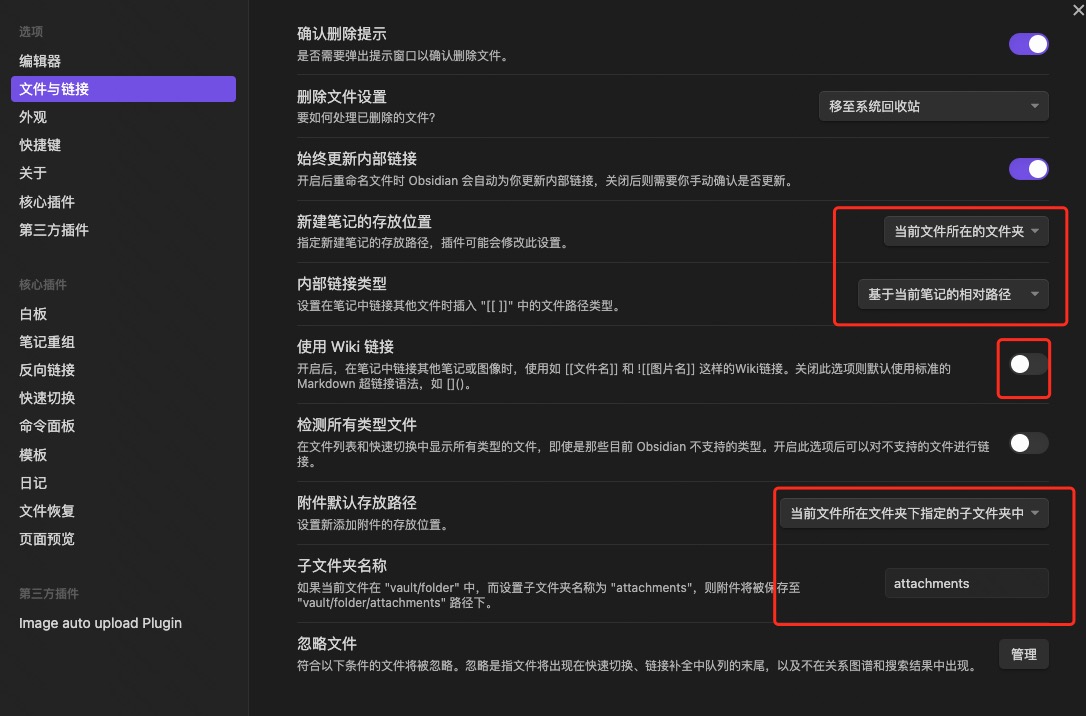 选项
编辑器
文件与链接
外观
快捷键
关于
核心插件
第三方插件
核心插件
白板
笔记重组
反向链接
快速切换
命令面板
模板
日记
文件恢复
页面预览
第三方插件
Image auto upload Plugin
确认删除提示
是否需要弹出提示窗口以确认删除文件。
删除文件设置
要如何处理已删除的文件?
移至系统回收站
始终更新内部链接
开启后重命名文件时 Obsidian 会自动为你更新内部链接，关闭后则需要你手动确认是否更新。
新建笔记的存放位置
指定新建笔记的存放路径，插件可能会修改此设置。
当前文件所在的文件夹
内部链接类型
设置在笔记中链接其他文件时插入 "[[ ]]" 中的文件路径类型。
基于当前笔记的相对路径
使用 Wiki 链接
开启后，在笔记中链接其他笔记或图像时，使用如 [[文件名]] 和 ![[图片名]] 这样的Wiki链接。关闭此选项则默认使用标准的
Markdown 超链接语法，如 []()。
检测所有类型文件
在文件列表和快速切换中显示所有类型的文件，即使是那些目前 Obsidian 不支持的类型。开启此选项后可以对不支持的文件进行链
接。
附件默认存放路径
设置新添加附件的存放位置。
当前文件所在文件夹下指定的子文件夹中
子文件夹名称
如果当前文件在 "vault/folder" 中，而设置子文件夹名称为 "attachments"，则附件将被保存至
"vault/folder/attachments" 路径下。
attachments
忽略文件
符合以下条件的文件将被忽略。忽略是指文件将出现在快速切换、链接补全中队列的末尾，以及不在关系图谱和搜索结果中出现。
管理